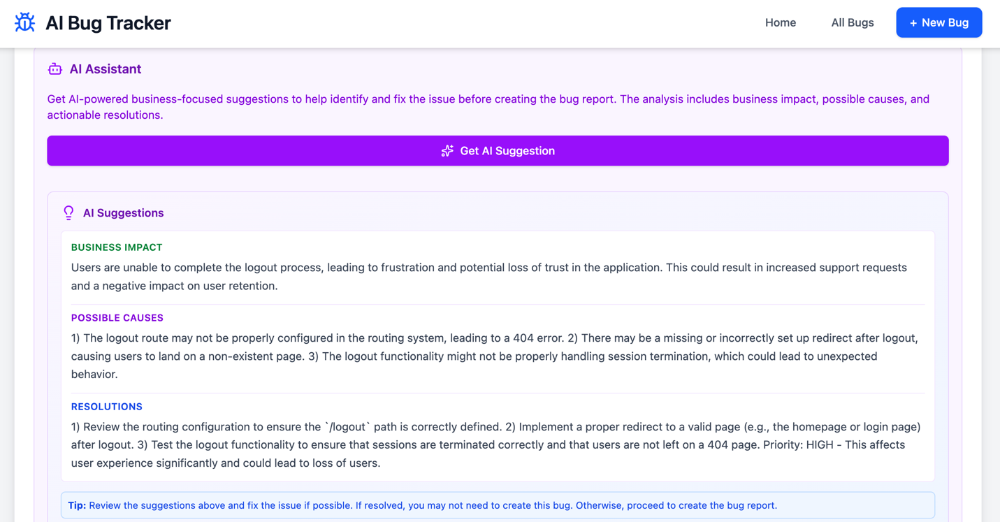 AI Bug Tracker
Home
All Bugs
+ New Bug
AI Assistant
Get AI-powered business-focused suggestions to help identify and fix the issue before creating the bug report. The analysis includes business impact, possible causes, and
actionable resolutions.
Get AI Suggestion
AI Suggestions
BUSINESS IMPACT
Users are unable to complete the logout process, leading to frustration and potential loss of trust in the application. This could result in increased support requests
and a negative impact on user retention.
POSSIBLE CAUSES
1) The logout route may not be properly configured in the routing system, leading to a 404 error. 2) There may be a missing or incorrectly set up redirect after logout,
causing users to land on a non-existent page. 3) The logout functionality might not be properly handling session termination, which could lead to unexpected
behavior.
RESOLUTIONS
1) Review the routing configuration to ensure the `/logout` path is correctly defined. 2) Implement a proper redirect to a valid page (e.g., the homepage or login page)
after logout. 3) Test the logout functionality to ensure that sessions are terminated correctly and that users are not left on a 404 page. Priority: HIGH - This affects
user experience significantly and could lead to loss of users.
Tip: Review the suggestions above and fix the issue if possible. If resolved, you may not need to create this bug. Otherwise, proceed to create the bug report.